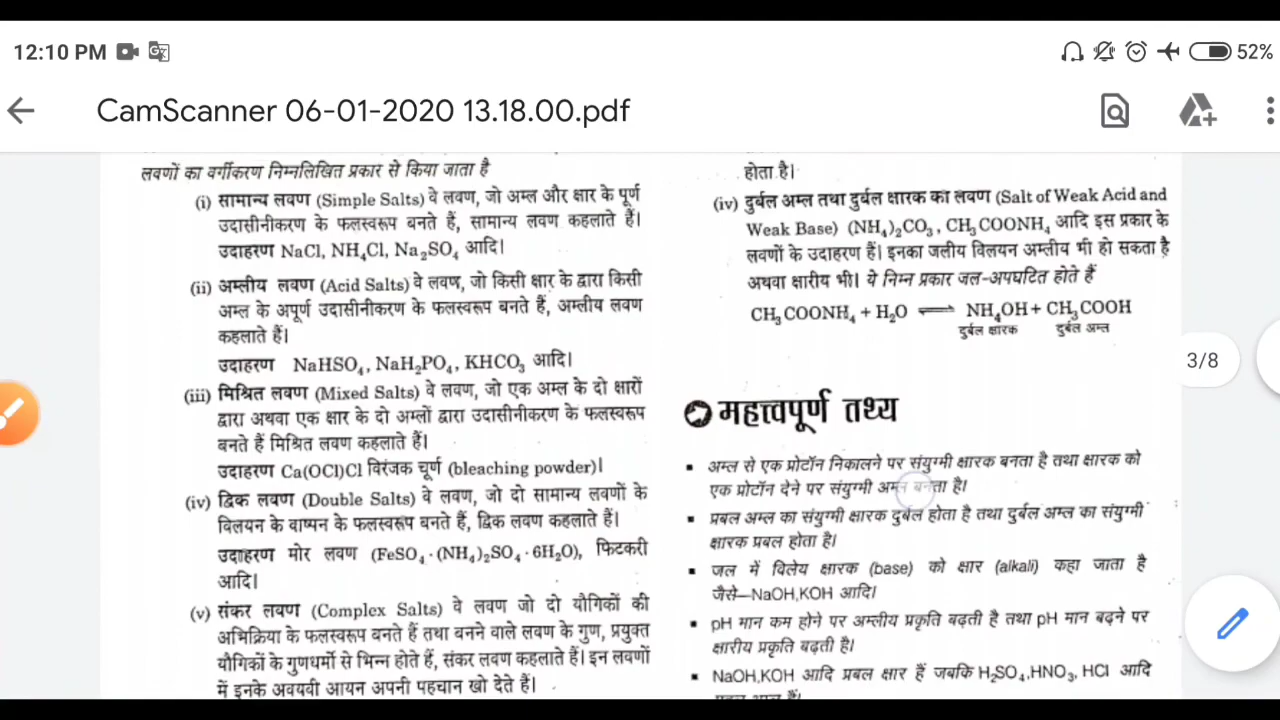 12:10 PM
52%
CamScanner 06-01-2020 13.18.00.pdf
लवणों का वर्गीकरण निम्नलिखित प्रकार से किया जाता है
(i) सामान्य लवण (Simple Salts) वे लवण, जो अम्ल और क्षार के पूर्ण
उदासीनीकरण के फलस्वरूप बनते हैं, सामान्य लवण कहलाते हैं।
उदाहरण NaCl, NH₄Cl, Na₂SO₄ आदि।
(ii) अम्लीय लवण (Acid Salts) वे लवण, जो किसी क्षार के द्वारा किसी
अम्ल के अपूर्ण उदासीनीकरण के फलस्वरूप बनते हैं, अम्लीय लवण
कहलाते हैं।
उदाहरण NaHSO₄, NaH₂PO₄, KHCO₃ आदि।
(iii) मिश्रित लवण (Mixed Salts) वे लवण, जो एक अम्ल के दो क्षारों
द्वारा अथवा एक क्षार के दो अम्लों द्वारा उदासीनीकरण के फलस्वरूप
बनते हैं मिश्रित लवण कहलाते हैं।
उदाहरण Ca(OCl)Cl विरंजक चूर्ण (bleaching powder)।
(iv) द्विक लवण (Double Salts) वे लवण, जो दो सामान्य लवणों के
विलयन के वाष्पन के फलस्वरूप बनते हैं, द्विक लवण कहलाते हैं।
उदाहरण मोर लवण (FeSO₄·(NH₄)₂SO₄·6H₂O), फिटकरी
आदि।
(v) संकर लवण (Complex Salts) वे लवण जो दो यौगिकों की
अभिक्रिया के फलस्वरूप बनते हैं तथा बनने वाले लवण के गुण, प्रयुक्त
यौगिकों के गुणधर्मो से भिन्न होते हैं, संकर लवण कहलाते हैं। इन लवणों
में इनके अवयवी आयन अपनी पहचान खो देते हैं।
होता है।
(iv) दुर्बल अम्ल तथा दुर्बल क्षारक का लवण (Salt of Weak Acid and
Weak Base) (NH₄)₂CO₃, CH₃COONH₄ आदि इस प्रकार के
लवणों के उदाहरण हैं। इनका जलीय विलयन अम्लीय भी हो सकता है
अथवा क्षारीय भी। ये निम्न प्रकार जल-अपघटित होते हैं
CH₃COONH₄ + H₂O ⇌ NH₄OH + CH₃COOH
दुर्बल क्षारक दुर्बल अम्ल
महत्त्वपूर्ण तथ्य
▪ अम्ल से एक प्रोटॉन निकालने पर संयुग्मी क्षारक बनता है तथा क्षारक को
एक प्रोटॉन देने पर संयुग्मी अम्ल बनता है।
▪ प्रबल अम्ल का संयुग्मी क्षारक दुर्बल होता है तथा दुर्बल अम्ल का संयुग्मी
क्षारक प्रबल होता है।
▪ जल में विलेय क्षारक (base) को क्षार (alkali) कहा जाता है
जैसे—NaOH, KOH आदि।
▪ pH मान कम होने पर अम्लीय प्रकृति बढ़ती है तथा pH मान बढ़ने पर
क्षारीय प्रकृति बढ़ती है।
▪ NaOH, KOH आदि प्रबल क्षार हैं जबकि H₂SO₄, HNO₃, HCl आदि
3/8